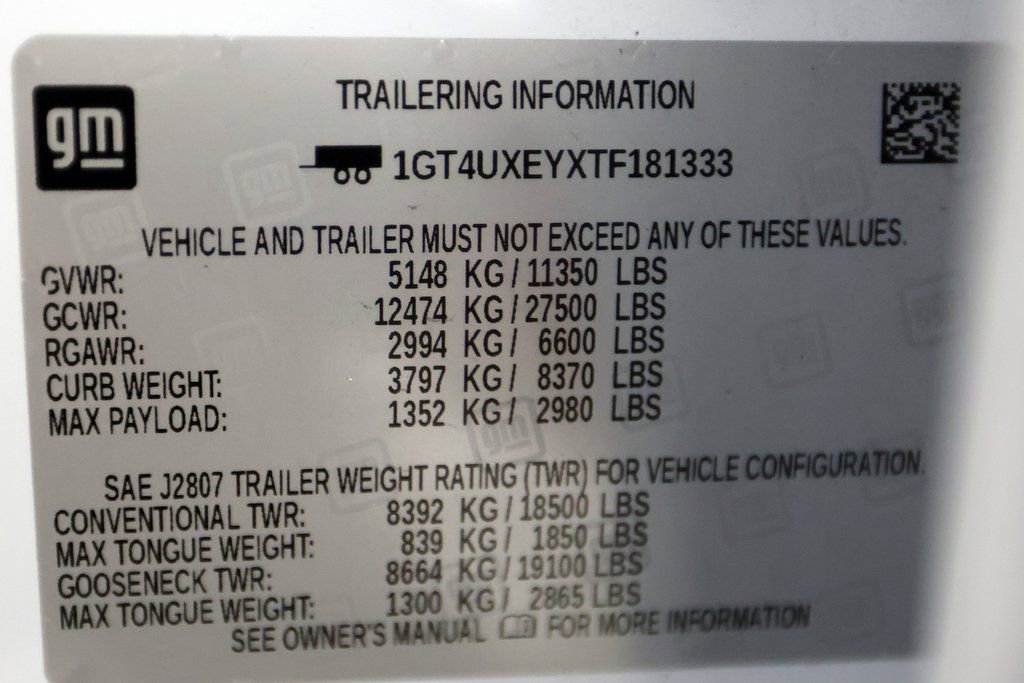 gm
TRAILERING INFORMATION
1GT4UXEYXTF181333
VEHICLE AND TRAILER MUST NOT EXCEED ANY OF THESE VALUES.
GVWR: 5148 KG / 11350 LBS
GCWR: 12474 KG / 27500 LBS
RGAWR: 2994 KG / 6600 LBS
CURB WEIGHT: 3797 KG / 8370 LBS
MAX PAYLOAD: 1352 KG / 2980 LBS
SAE J2807 TRAILER WEIGHT RATING (TWR) FOR VEHICLE CONFIGURATION.
CONVENTIONAL TWR: 8392 KG / 18500 LBS
MAX TONGUE WEIGHT: 839 KG / 1850 LBS
GOOSENECK TWR: 8664 KG / 19100 LBS
MAX TONGUE WEIGHT: 1300 KG / 2865 LBS
SEE OWNER'S MANUAL FOR MORE INFORMATION